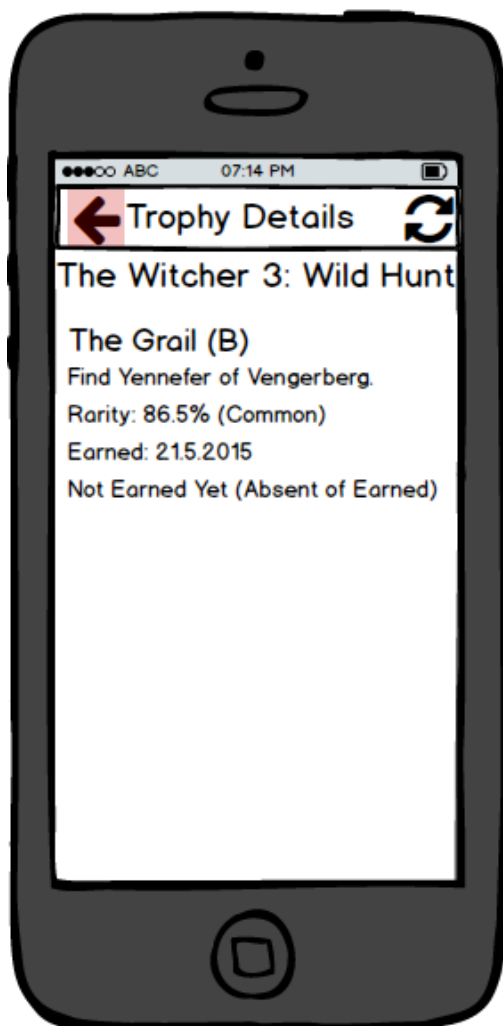 ABC 07:14 PM
Trophy Details
The Witcher 3: Wild Hunt
The Grail (B)
Find Yennefer of Vengerberg.
Rarity: 86.5% (Common)
Earned: 21.5.2015
Not Earned Yet (Absent of Earned)